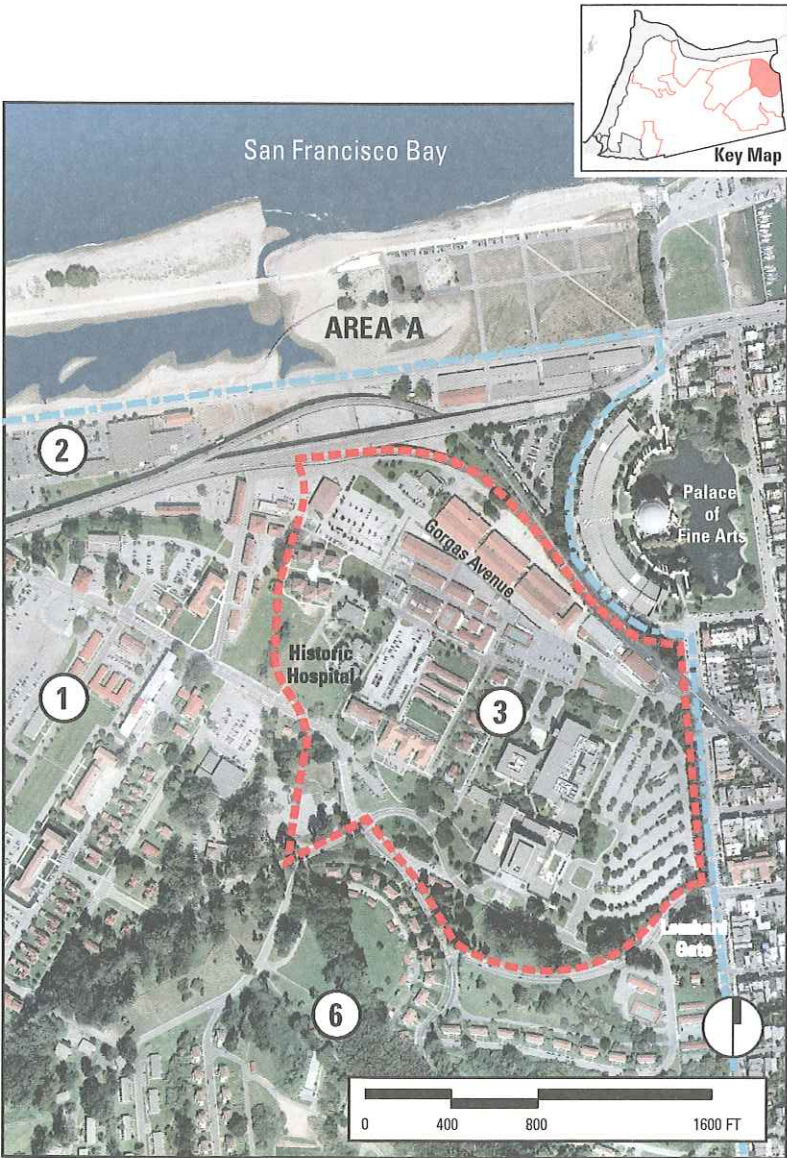 Key Map
San Francisco Bay
AREA A
2
Palace
of
Fine Arts
Gorgas Avenue
Historic
Hospital
1
3
Lombard
Gate
6
0 400 800 1600 FT